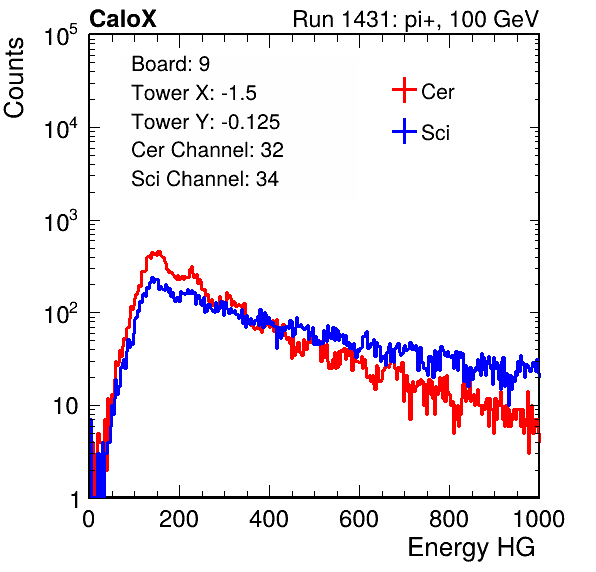 CaloX Run 1431: pi+, 100 GeV
Counts
Board: 9
Tower X: -1.5
Tower Y: -0.125
Cer Channel: 32
Sci Channel: 34
Cer
Sci
10^5
10^4
10^3
10^2
10
1
0 200 400 600 800 1000
Energy HG